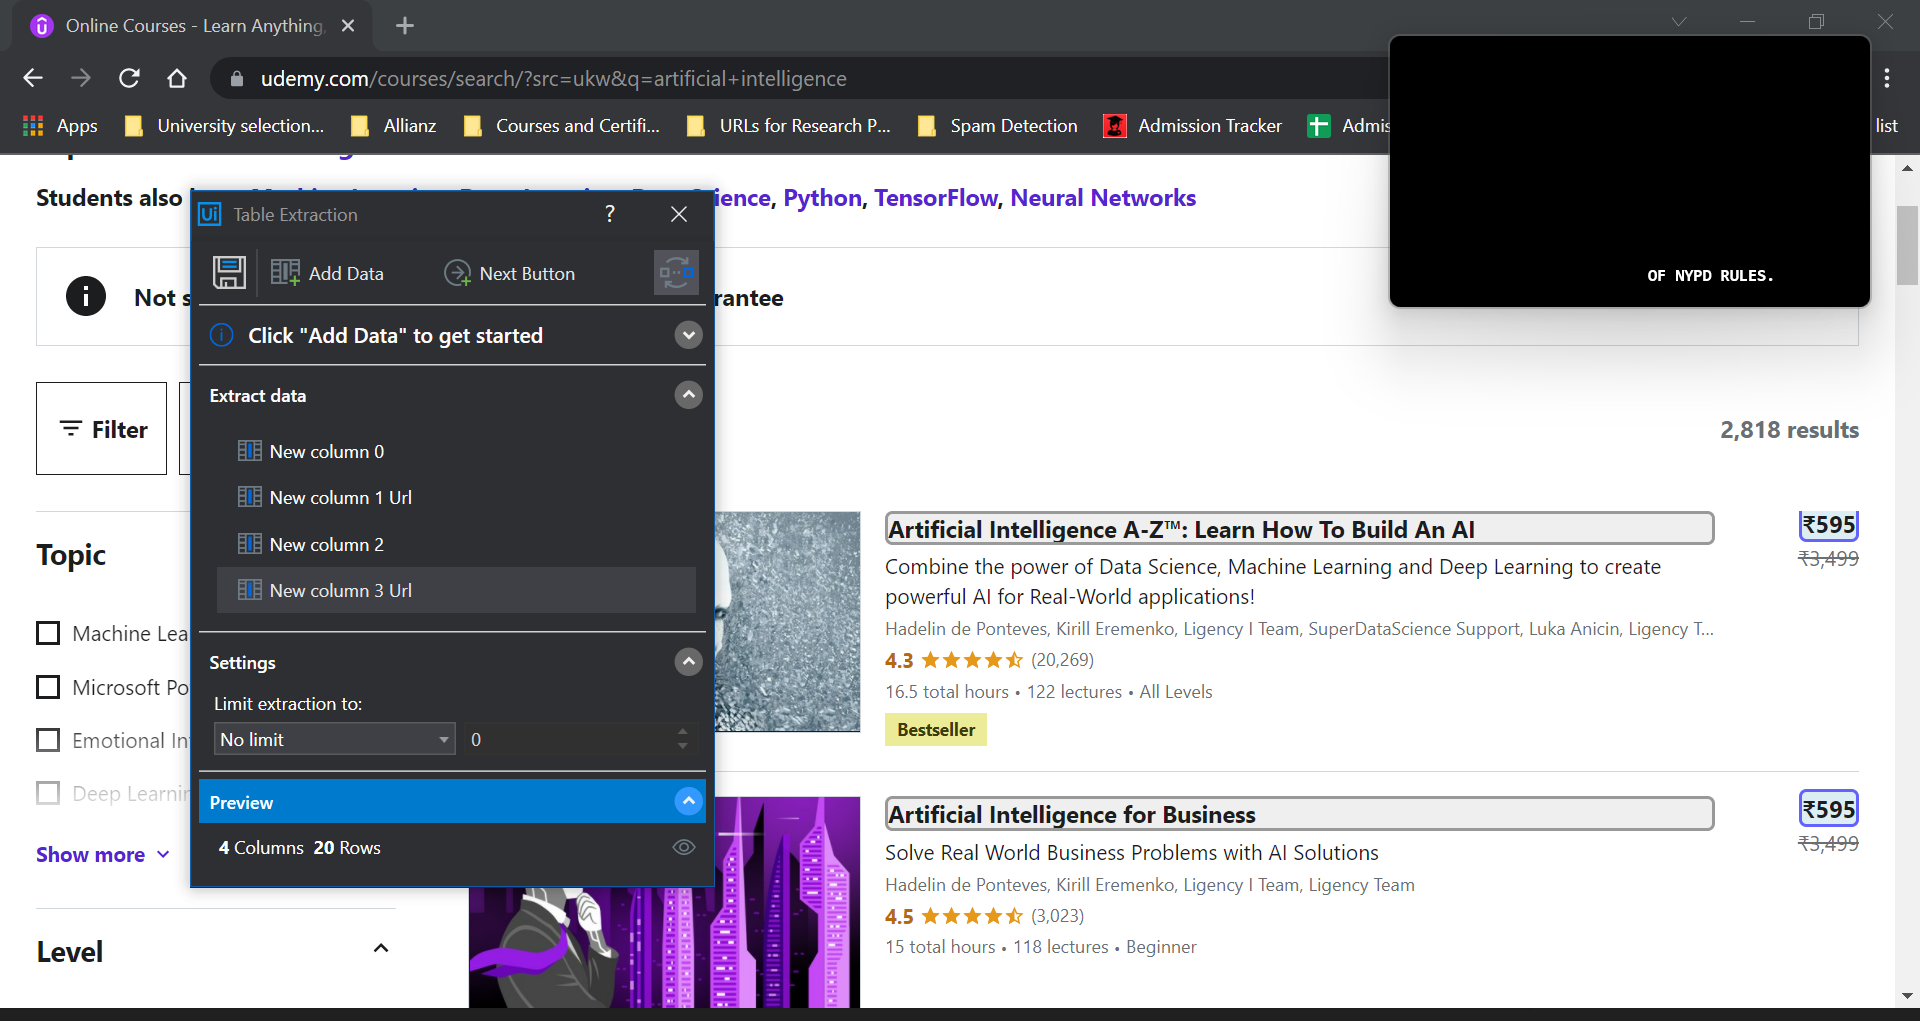 Online Courses - Learn Anything,
udemy.com/courses/search/?src=ukw&q=artificial+intelligence
Apps
University selection...
Allianz
Courses and Certifi...
URLs for Research P...
Spam Detection
Admission Tracker
Admis
list
OF NYPD RULES.
Students also
ience, Python, TensorFlow, Neural Networks
Not s
rantee
Filter
2,818 results
Topic
Machine Lea
Microsoft Po
Emotional In
Deep Learnin
Show more
Level
Ui Table Extraction ?
Add Data
Next Button
Click "Add Data" to get started
Extract data
New column 0
New column 1 Url
New column 2
New column 3 Url
Settings
Limit extraction to:
No limit
0
Preview
4 Columns 20 Rows
Artificial Intelligence A-Z™: Learn How To Build An AI
₹595
Combine the power of Data Science, Machine Learning and Deep Learning to create
₹3,499
powerful AI for Real-World applications!
Hadelin de Ponteves, Kirill Eremenko, Ligency I Team, SuperDataScience Support, Luka Anicin, Ligency T...
4.3 (20,269)
16.5 total hours • 122 lectures • All Levels
Bestseller
Artificial Intelligence for Business
₹595
Solve Real World Business Problems with AI Solutions
₹3,499
Hadelin de Ponteves, Kirill Eremenko, Ligency I Team, Ligency Team
4.5 (3,023)
15 total hours • 118 lectures • Beginner